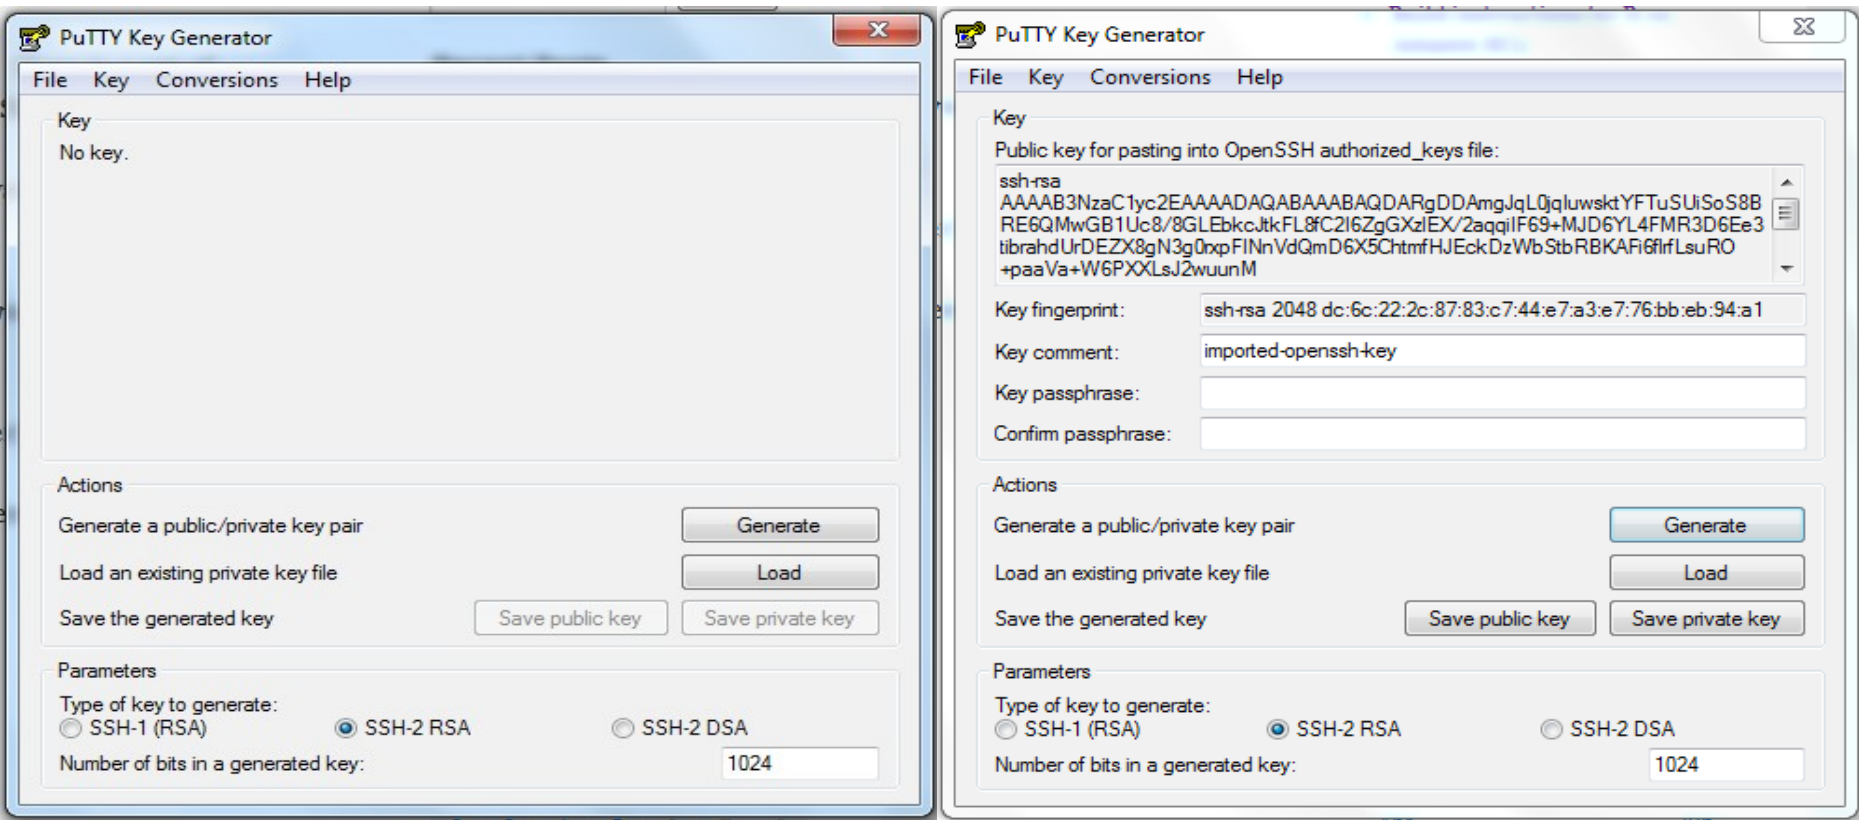 PuTTY Key Generator
File Key Conversions Help
Key
No key.
Actions
Generate a public/private key pair
Generate
Load an existing private key file
Load
Save the generated key
Save public key
Save private key
Parameters
Type of key to generate:
SSH-1 (RSA)
SSH-2 RSA
SSH-2 DSA
Number of bits in a generated key:
1024
PuTTY Key Generator
File Key Conversions Help
Key
Public key for pasting into OpenSSH authorized_keys file:
ssh-rsa
+paaVa+W6PXXLsJ2wuunM
Key fingerprint:
ssh-rsa 2048 dc:6c:22:2c:87:83:c7:44:e7:a3:e7:76:bb:eb:94:a1
Key comment:
imported-openssh-key
Key passphrase:
Confirm passphrase:
Actions
Generate a public/private key pair
Generate
Load an existing private key file
Load
Save the generated key
Save public key
Save private key
Parameters
Type of key to generate:
SSH-1 (RSA)
SSH-2 RSA
SSH-2 DSA
Number of bits in a generated key:
1024